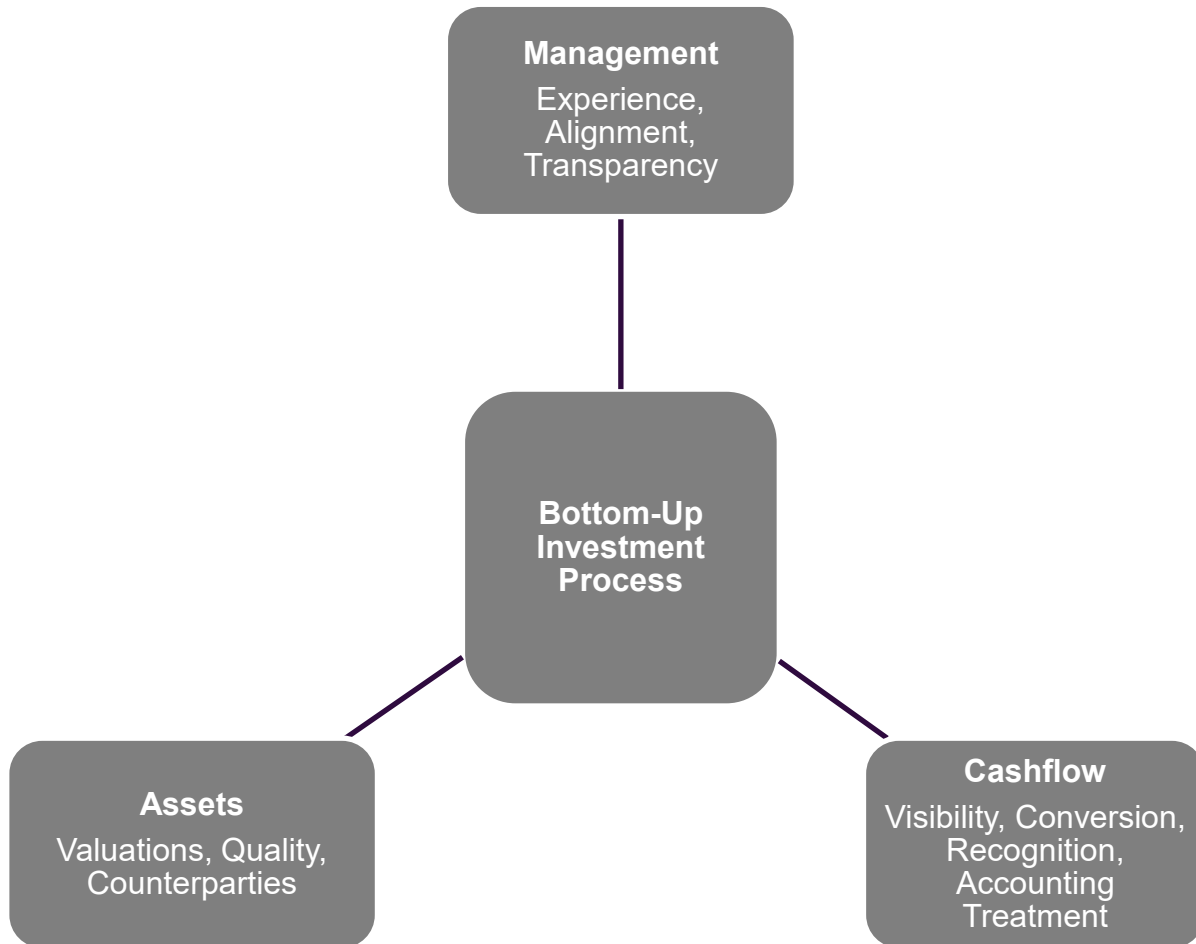 Management
Experience,
Alignment,
Transparency
Bottom-Up
Investment
Process
Assets
Valuations, Quality,
Counterparties
Cashflow
Visibility, Conversion,
Recognition,
Accounting
Treatment